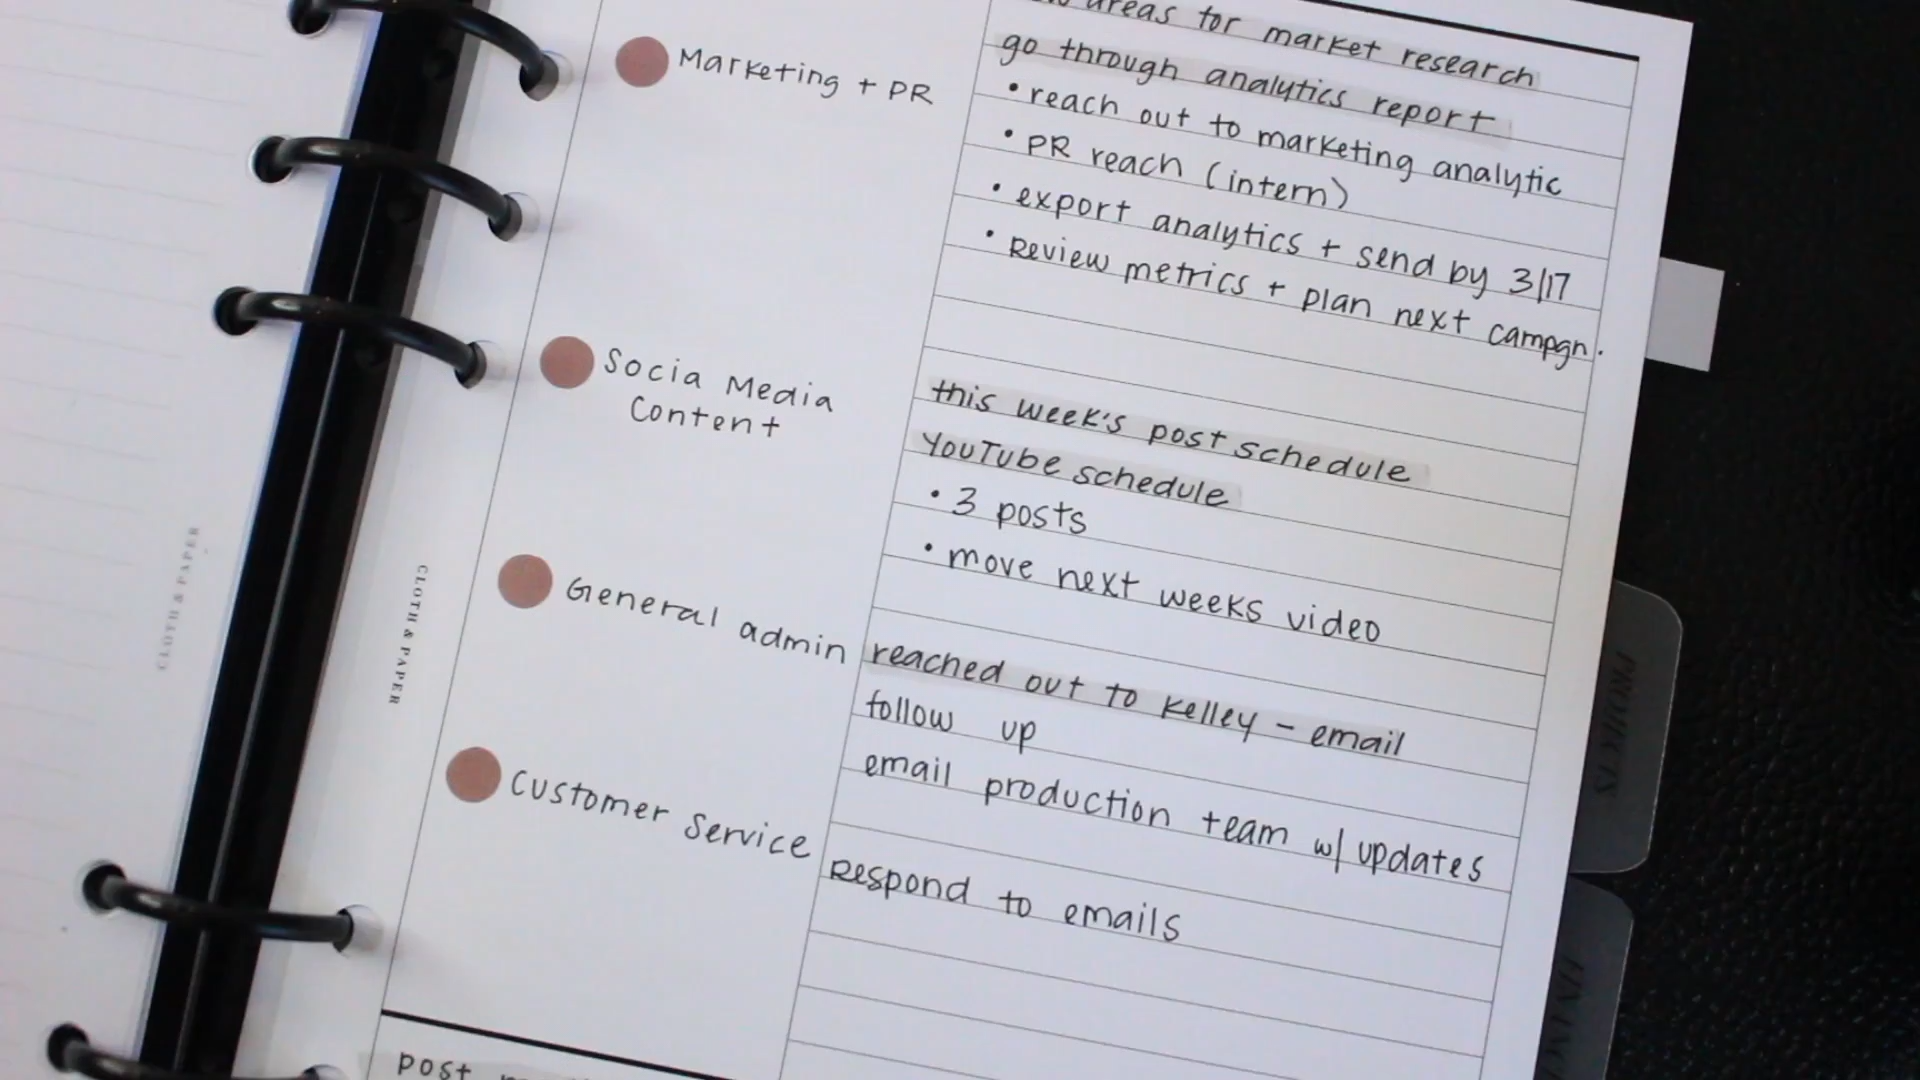 areas for market research
Marketing + PR
go through analytics report
• reach out to marketing analytic
• PR reach (intern)
• export analytics + send by 3/17
• Review metrics + plan next campgn.
Socia Media
Content
this week's post schedule
YouTube schedule
• 3 posts
• move next weeks video
General admin
reached out to Kelley - email
follow up
email production team w/ updates
Customer Service
Respond to emails
post
CLOTH & PAPER
CLOTH & PAPER
PROJECTS